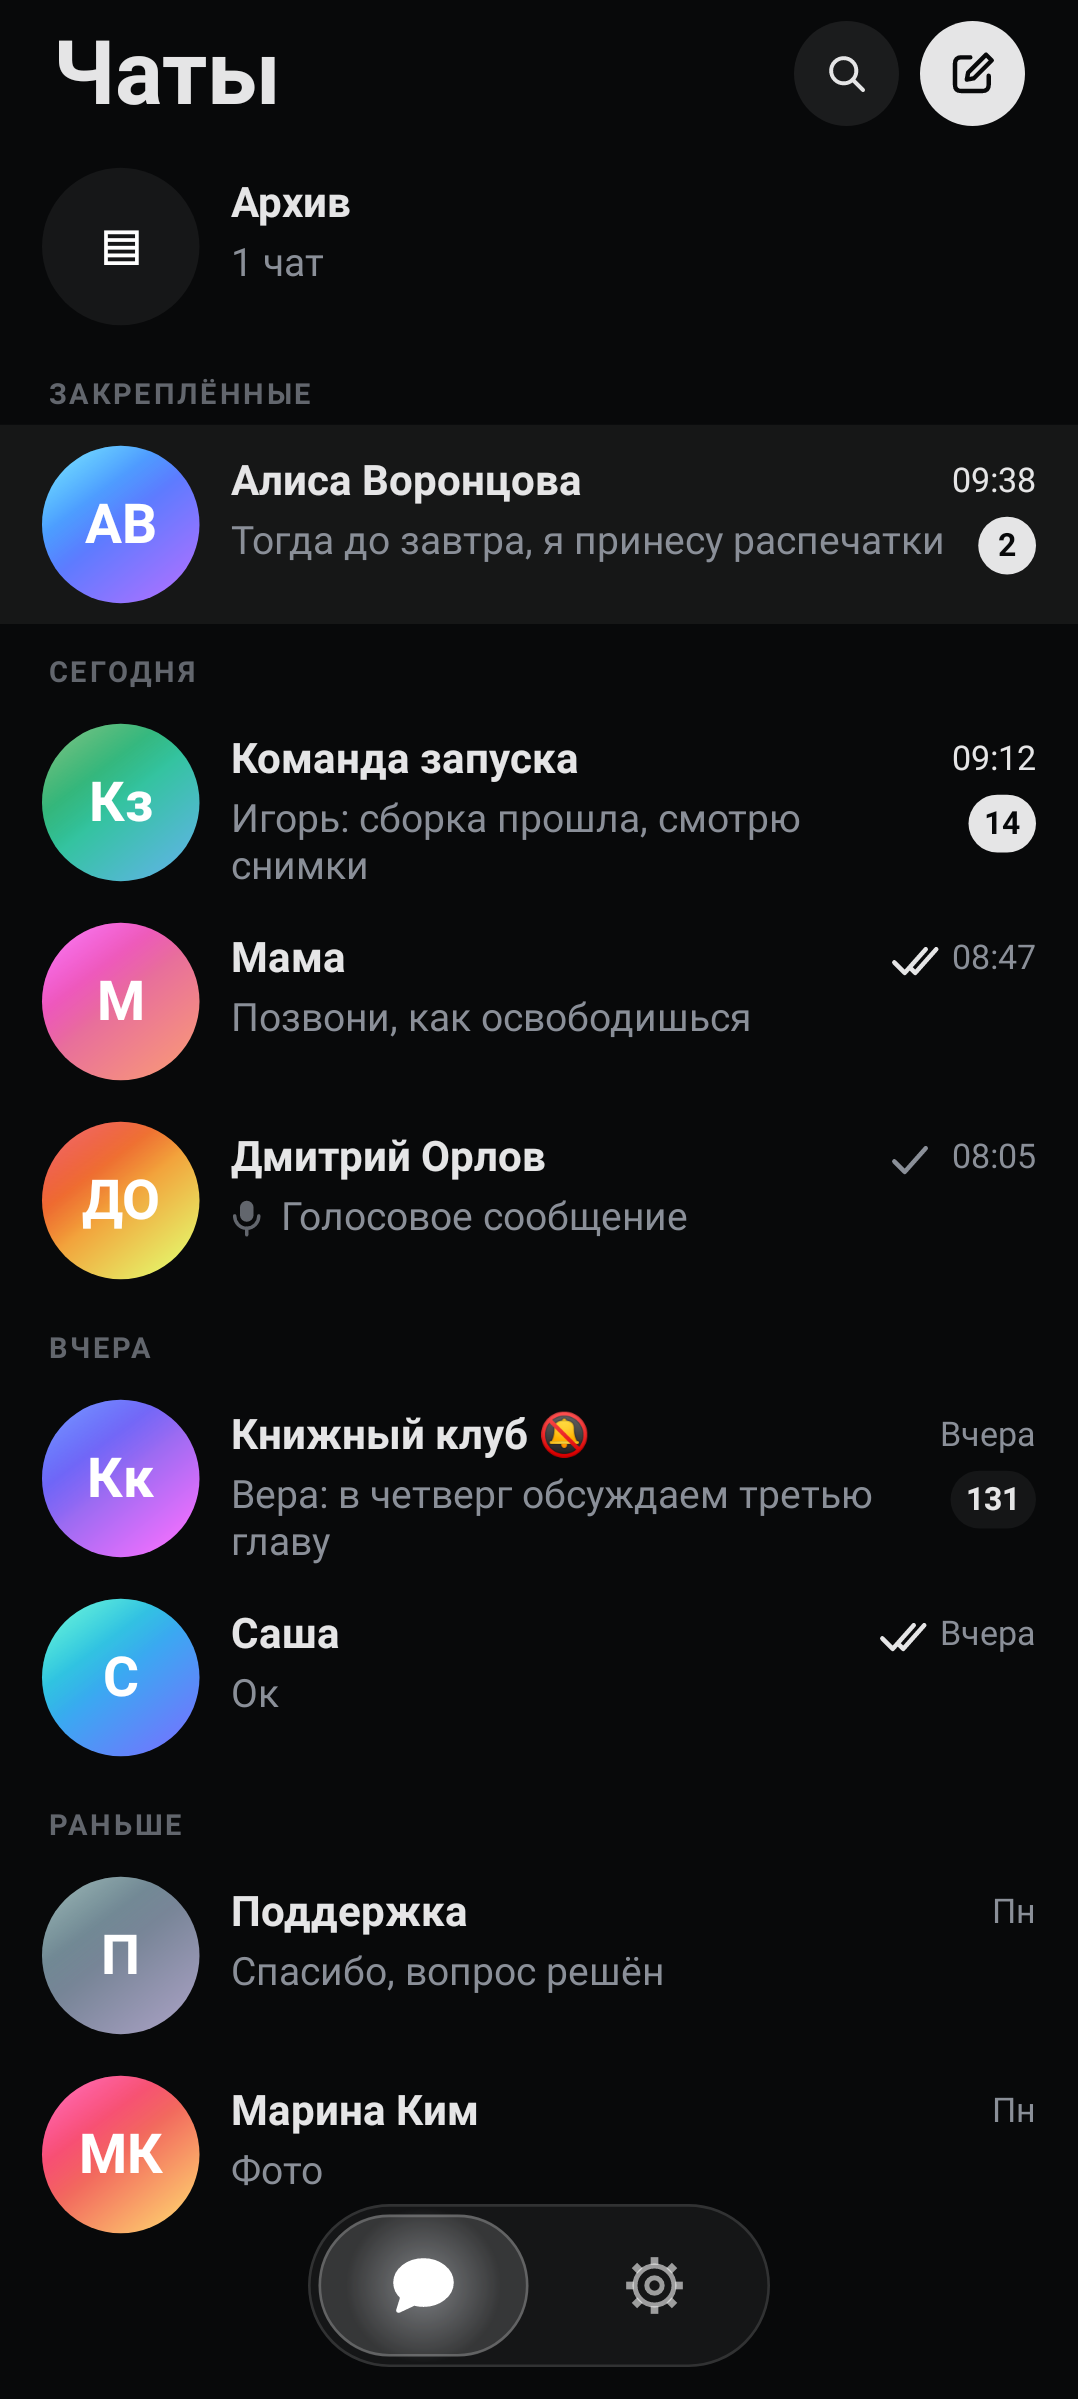 Чаты
Архив
1 чат
ЗАКРЕПЛЁННЫЕ
АВ
Алиса Воронцова
09:38
Тогда до завтра, я принесу распечатки
2
СЕГОДНЯ
Кз
Команда запуска
09:12
Игорь: сборка прошла, смотрю
снимки
14
М
Мама
08:47
Позвони, как освободишься
ДО
Дмитрий Орлов
08:05
Голосовое сообщение
ВЧЕРА
Кк
Книжный клуб
Вчера
Вера: в четверг обсуждаем третью
главу
131
С
Саша
Вчера
Ок
РАНЬШЕ
П
Поддержка
Пн
Спасибо, вопрос решён
МК
Марина Ким
Пн
Фото